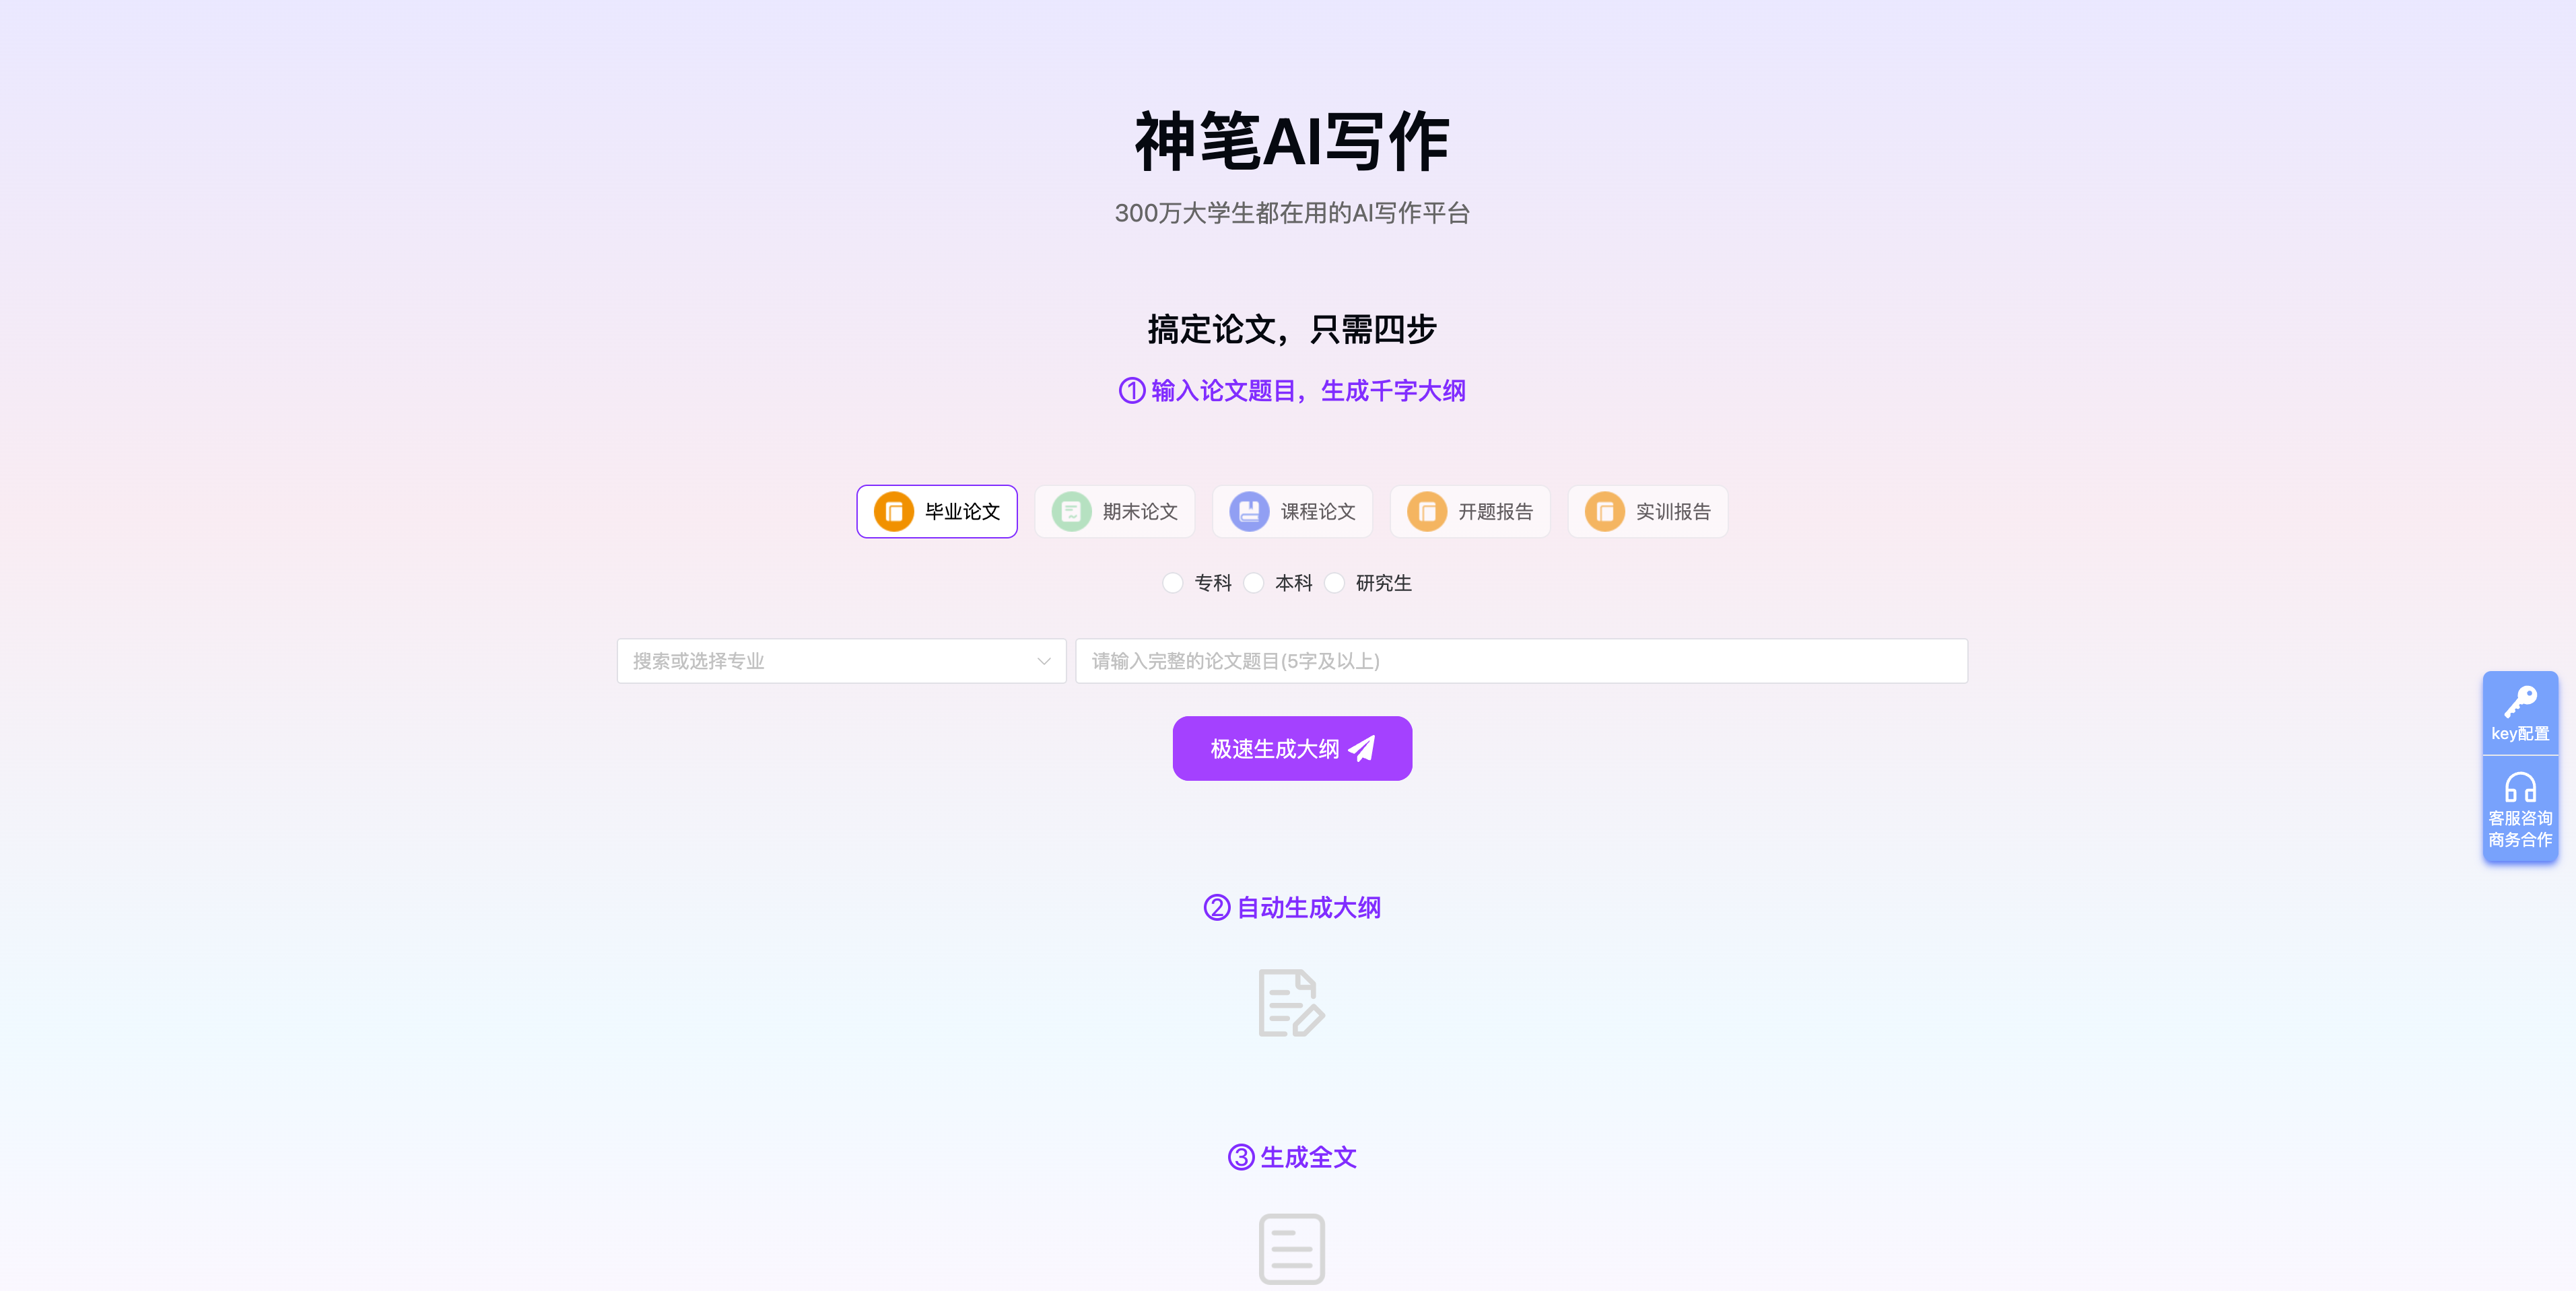 神笔AI写作
300万大学生都在用的AI写作平台
搞定论文，只需四步
① 输入论文题目，生成千字大纲
毕业论文 期末论文 课程论文 开题报告 实训报告
专科 本科 研究生
搜索或选择专业 请输入完整的论文题目(5字及以上)
极速生成大纲
key配置
客服咨询
商务合作
② 自动生成大纲
③ 生成全文